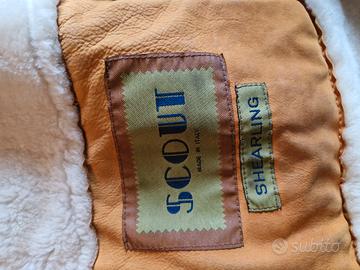 SCOUT
MADE IN ITALY
SHEARLING
subito